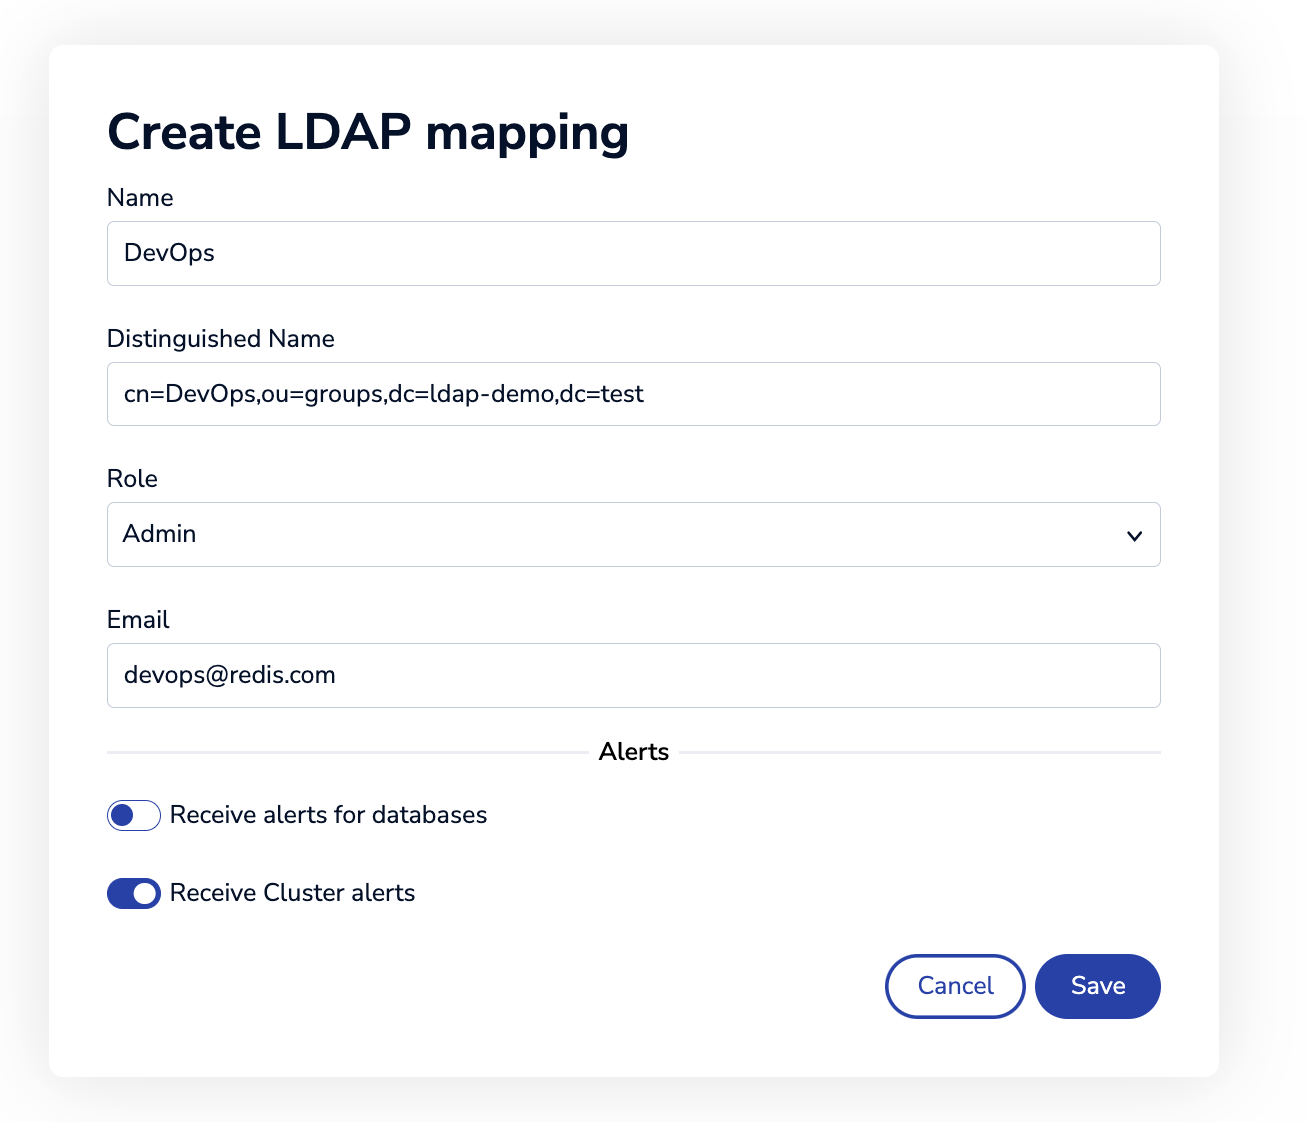 Create LDAP mapping
Name
DevOps
Distinguished Name
cn=DevOps,ou=groups,dc=ldap-demo,dc=test
Role
Admin
Email
devops@redis.com
Alerts
Receive alerts for databases
Receive Cluster alerts
Cancel Save